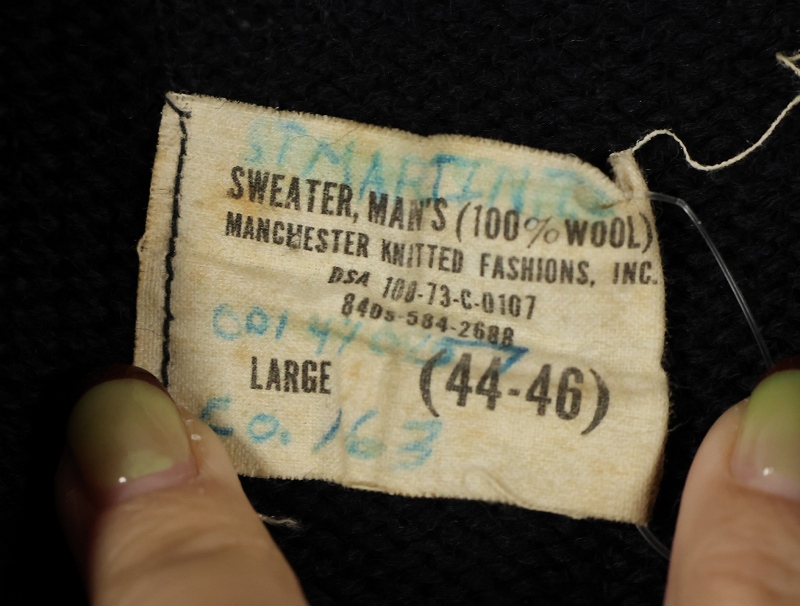 ST MARTIN
SWEATER, MAN'S (100% WOOL)
MANCHESTER KNITTED FASHIONS, INC.
DSA 100-73-C-0107
8405-584-2688
LARGE (44-46)
Co. 163